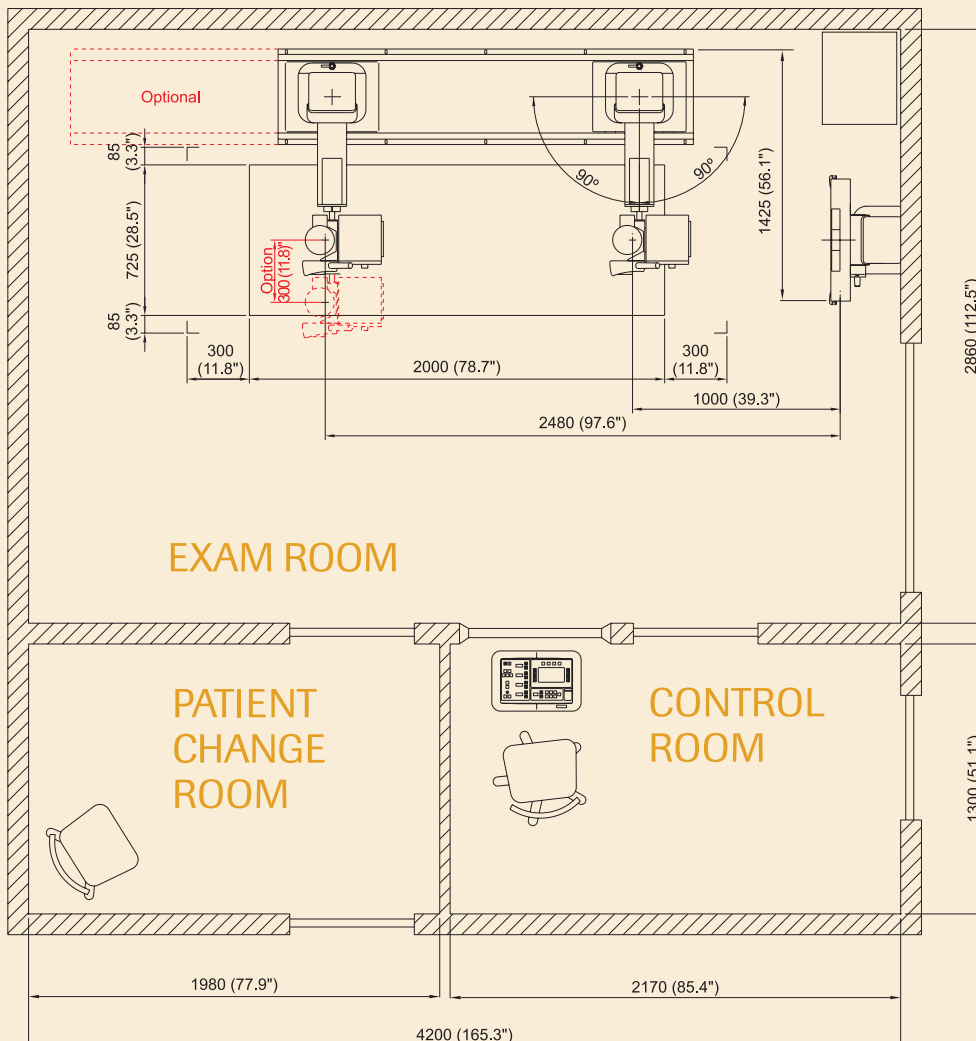 Optional
85
(3.3")
90º
90º
1425 (56.1")
725 (28.5")
Option
300 (11.8")
2860 (112.5")
85
(3.3")
300
(11.8")
2000 (78.7")
300
(11.8")
1000 (39.3")
2480 (97.6")
EXAM ROOM
PATIENT
CHANGE
ROOM
CONTROL
ROOM
1300 (51.1")
1980 (77.9")
2170 (85.4")
4200 (165.3")